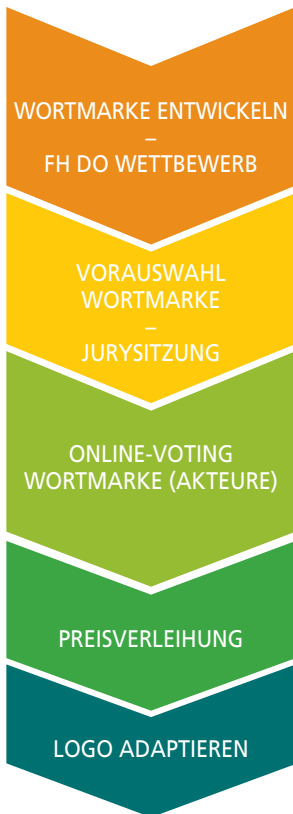 WORTMARKE ENTWICKELN
–
FH DO WETTBEWERB
VORAUSWAHL
WORTMARKE
–
JURYSITZUNG
ONLINE-VOTING
WORTMARKE (AKTEURE)
PREISVERLEIHUNG
LOGO ADAPTIEREN